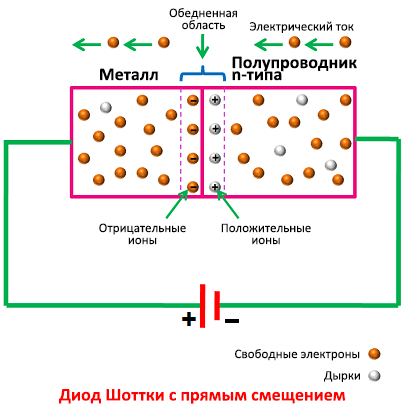 Обедненная
область
Электрический ток
Металл
Полупроводник
n-типа
Отрицательные
ионы
Положительные
ионы
+ −
Свободные электроны
Дырки
Диод Шоттки с прямым смещением